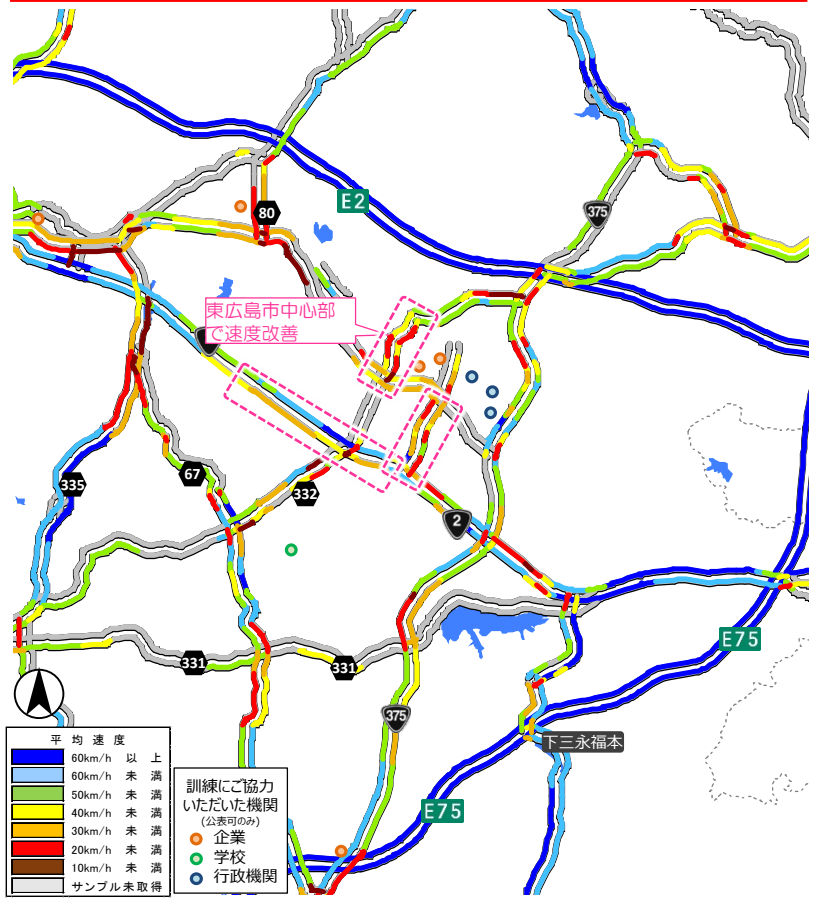 E2
375
80
東広島市中心部
で速度改善
335
67
332
2
E75
331
331
375
下三永福本
E75
平均速度
60km/h 以上
60km/h 未満
50km/h 未満
40km/h 未満
30km/h 未満
20km/h 未満
10km/h 未満
サンプル未取得
訓練にご協力
いただいた機関
(公表可のみ)
企業
学校
行政機関